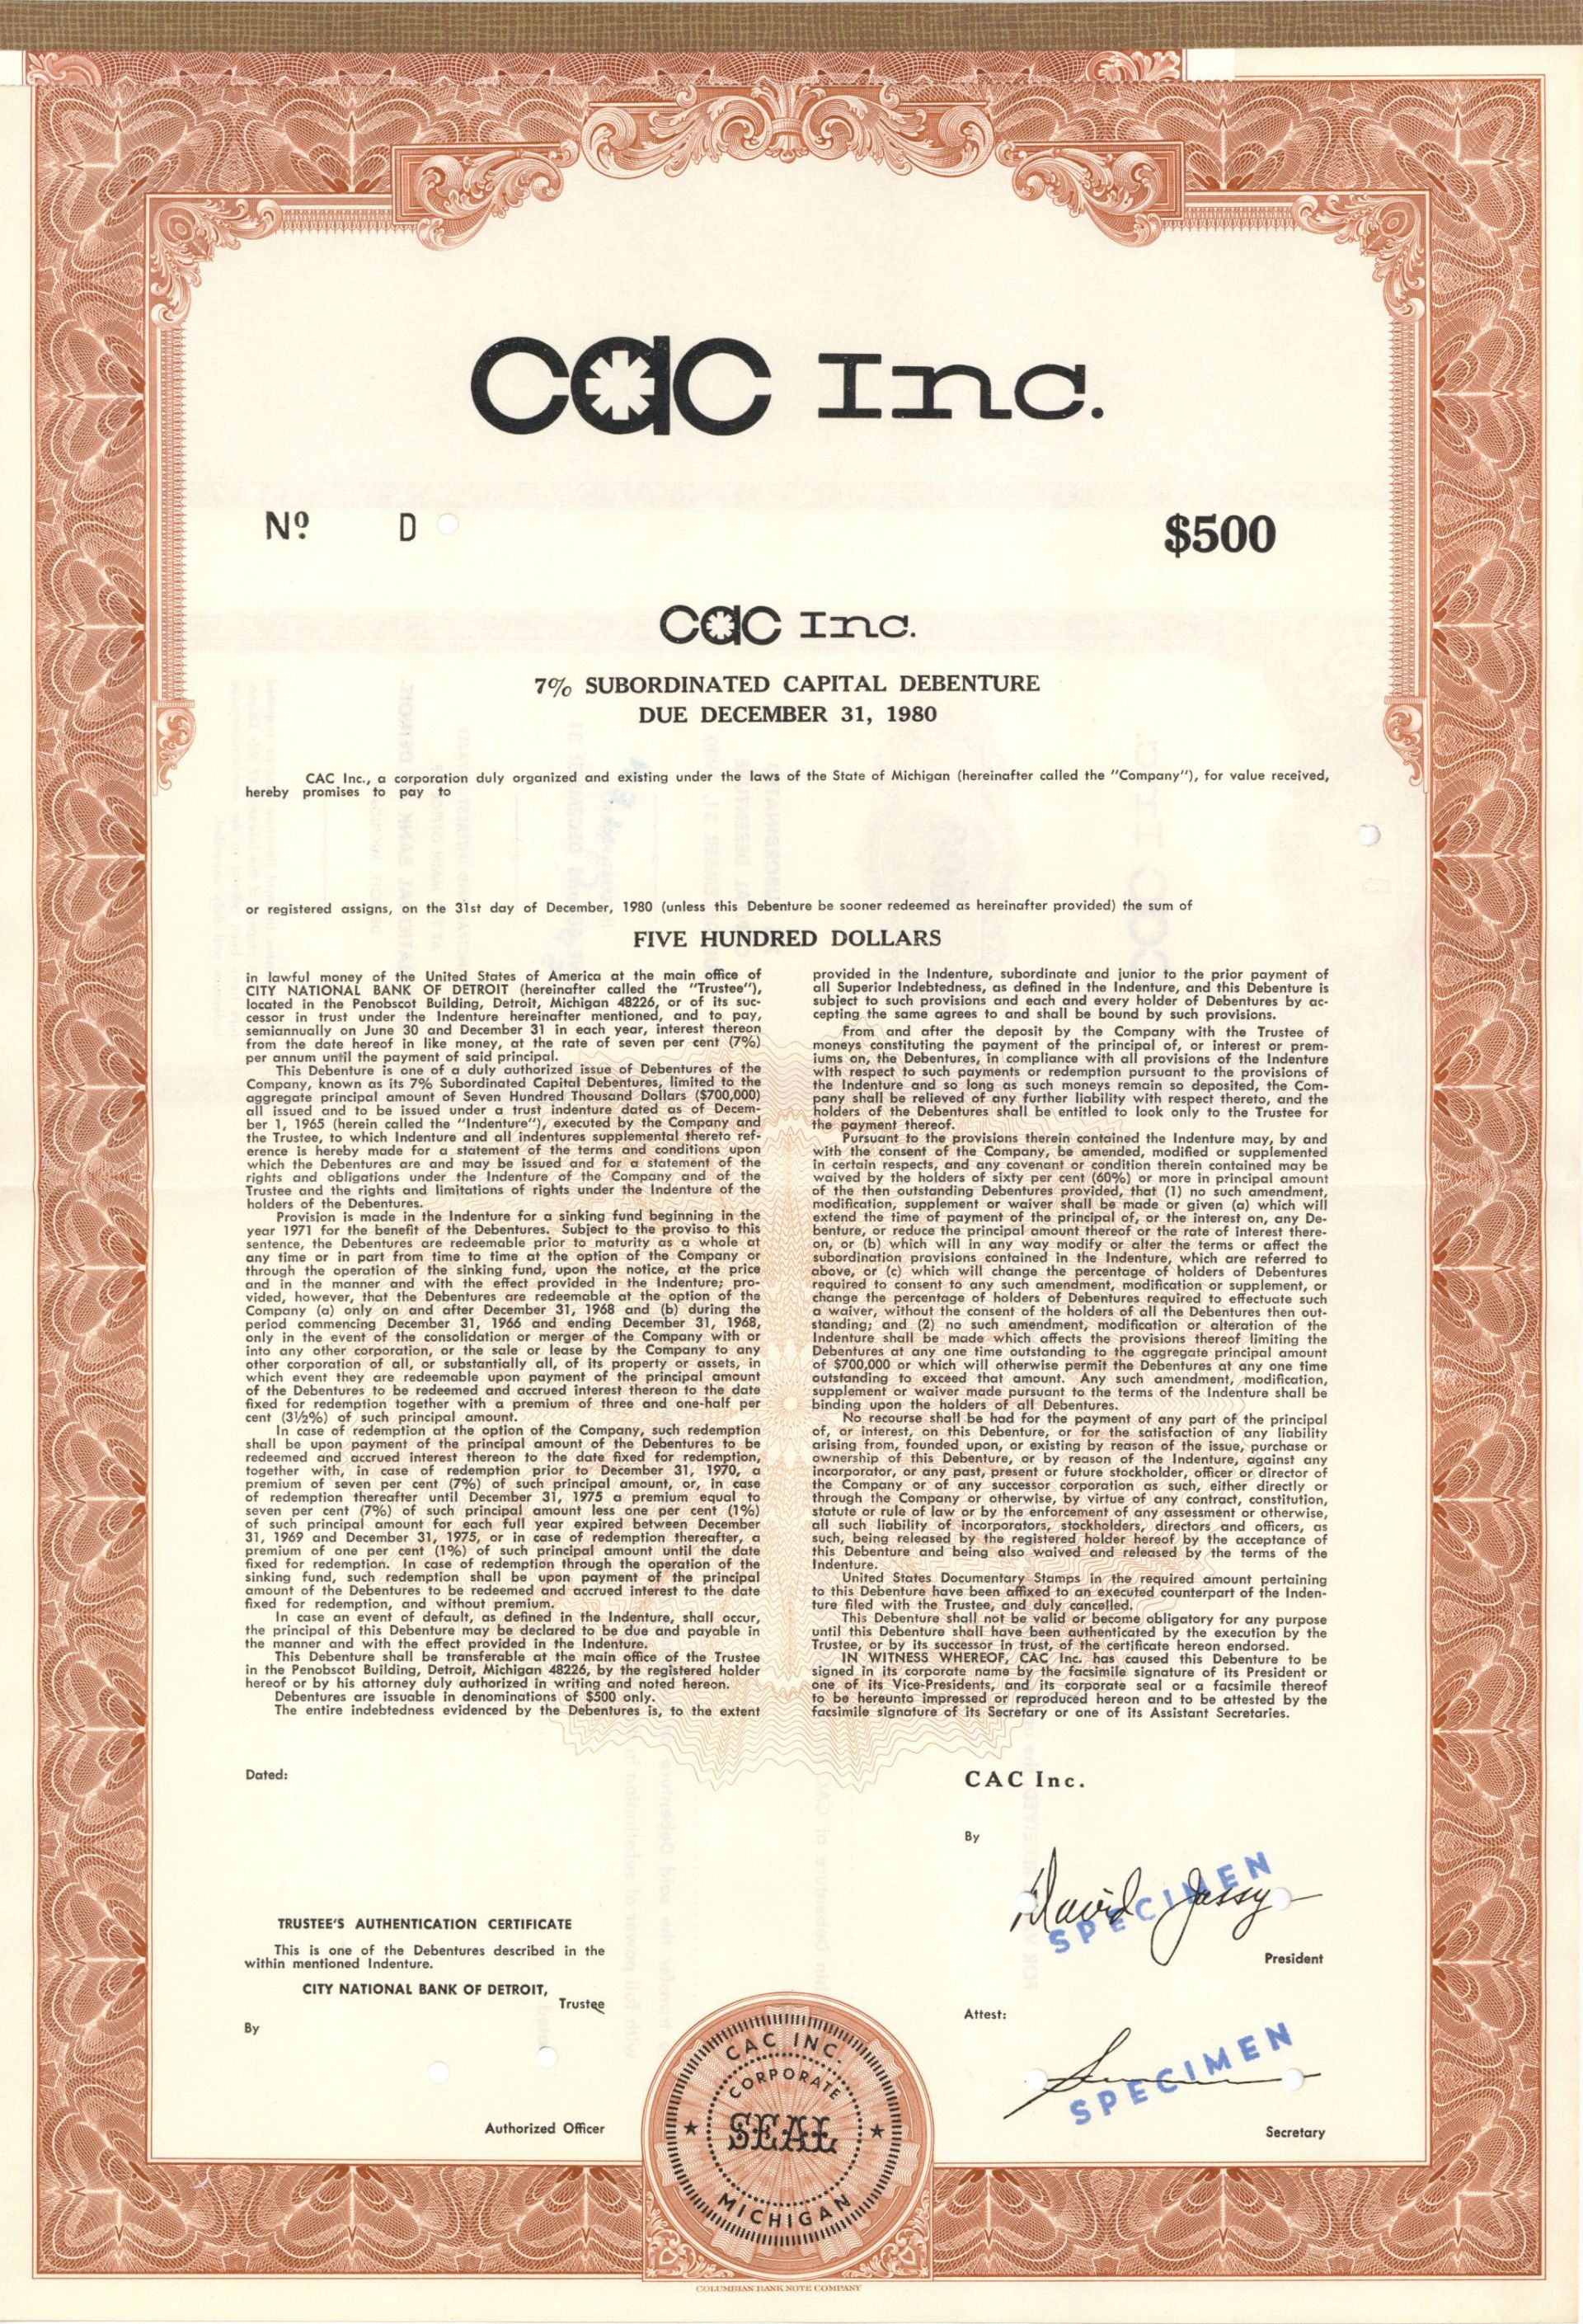 cac Inc.
Nº D
$500
cac Inc.
7% SUBORDINATED CAPITAL DEBENTURE
DUE DECEMBER 31, 1980
CAC Inc., a corporation duly organized and existing under the laws of the State of Michigan (hereinafter called the "Company"), for value received,
hereby promises to pay to
or registered assigns, on the 31st day of December, 1980 (unless this Debenture be sooner redeemed as hereinafter provided) the sum of
FIVE HUNDRED DOLLARS
in lawful money of the United States of America at the main office of
CITY NATIONAL BANK OF DETROIT (hereinafter called the "Trustee"),
located in the Penobscot Building, Detroit, Michigan 48226, or of its suc-
cessor in trust under the Indenture hereinafter mentioned, and to pay,
semiannually on June 30 and December 31 in each year, interest thereon
from the date hereof in like money, at the rate of seven per cent (7%)
per annum until the payment of said principal.
This Debenture is one of a duly authorized issue of Debentures of the
Company, known as its 7% Subordinated Capital Debentures, limited to the
aggregate principal amount of Seven Hundred Thousand Dollars ($700,000)
all issued and to be issued under a trust indenture dated as of Decem-
ber 1, 1965 (herein called the "Indenture"), executed by the Company and
the Trustee, to which Indenture and all indentures supplemental thereto ref-
erence is hereby made for a statement of the terms and conditions upon
which the Debentures are and may be issued and for a statement of the
rights and obligations under the Indenture of the Company and of the
Trustee and the rights and limitations of rights under the Indenture of the
holders of the Debentures.
Provision is made in the Indenture for a sinking fund beginning in the
year 1971 for the benefit of the Debentures. Subject to the proviso to this
sentence, the Debentures are redeemable prior to maturity as a whole at
any time or in part from time to time at the option of the Company or
through the operation of the sinking fund, upon the notice, at the price
and in the manner and with the effect provided in the Indenture; pro-
vided, however, that the Debentures are redeemable at the option of the
Company (a) only on and after December 31, 1968 and (b) during the
period commencing December 31, 1966 and ending December 31, 1968,
only in the event of the consolidation or merger of the Company with or
into any other corporation, or the sale or lease by the Company to any
other corporation of all, or substantially all, of its property or assets, in
which event they are redeemable upon payment of the principal amount
of the Debentures to be redeemed and accrued interest thereon to the date
fixed for redemption together with a premium of three and one-half per
cent (3½%) of such principal amount.
In case of redemption at the option of the Company, such redemption
shall be upon payment of the principal amount of the Debentures to be
redeemed and accrued interest thereon to the date fixed for redemption,
together with, in case of redemption prior to December 31, 1970, a
premium of seven per cent (7%) of such principal amount, or, in case
of redemption thereafter until December 31, 1975 a premium equal to
seven per cent (7%) of such principal amount less one per cent (1%)
of such principal amount for each full year expired between December
31, 1969 and December 31, 1975, or in case of redemption thereafter, a
premium of one per cent (1%) of such principal amount until the date
fixed for redemption. In case of redemption through the operation of the
sinking fund, such redemption shall be upon payment of the principal
amount of the Debentures to be redeemed and accrued interest to the date
fixed for redemption, and without premium.
In case an event of default, as defined in the Indenture, shall occur,
the principal of this Debenture may be declared to be due and payable in
the manner and with the effect provided in the Indenture.
This Debenture shall be transferable at the main office of the Trustee
in the Penobscot Building, Detroit, Michigan 48226, by the registered holder
hereof or by his attorney duly authorized in writing and noted hereon.
Debentures are issuable in denominations of $500 only.
The entire indebtedness evidenced by the Debentures is, to the extent
provided in the Indenture, subordinate and junior to the prior payment of
all Superior Indebtedness, as defined in the Indenture, and this Debenture is
subject to such provisions and each and every holder of Debentures by ac-
cepting the same agrees to and shall be bound by such provisions.
From and after the deposit by the Company with the Trustee of
moneys constituting the payment of the principal of, or interest or prem-
iums on, the Debentures, in compliance with all provisions of the Indenture
with respect to such payments or redemption pursuant to the provisions of
the Indenture and so long as such moneys remain so deposited, the Com-
pany shall be relieved of any further liability with respect thereto, and the
holders of the Debentures shall be entitled to look only to the Trustee for
the payment thereof.
Pursuant to the provisions therein contained the Indenture may, by and
with the consent of the Company, be amended, modified or supplemented
in certain respects, and any covenant or condition therein contained may be
waived by the holders of sixty per cent (60%) or more in principal amount
of the then outstanding Debentures provided, that (1) no such amendment,
modification, supplement or waiver shall be made or given (a) which will
extend the time of payment of the principal of, or the interest on, any De-
benture, or reduce the principal amount thereof or the rate of interest there-
on, or (b) which will in any way modify or alter the terms or affect the
subordination provisions contained in the Indenture, which are referred to
above, or (c) which will change the percentage of holders of Debentures
required to consent to any such amendment, modification or supplement, or
change the percentage of holders of Debentures required to effectuate such
a waiver, without the consent of the holders of all the Debentures then out-
standing; and (2) no such amendment, modification or alteration of the
Indenture shall be made which affects the provisions thereof limiting the
Debentures at any one time outstanding to the aggregate principal amount
of $700,000 or which will otherwise permit the Debentures at any one time
outstanding to exceed that amount. Any such amendment, modification,
supplement or waiver made pursuant to the terms of the Indenture shall be
binding upon the holders of all Debentures.
No recourse shall be had for the payment of any part of the principal
of, or interest, on this Debenture, or for the satisfaction of any liability
arising from, founded upon, or existing by reason of the issue, purchase or
ownership of this Debenture, or by reason of the Indenture, against any
incorporator, or any past, present or future stockholder, officer or director of
the Company or of any successor corporation as such, either directly or
through the Company or otherwise, by virtue of any contract, constitution,
statute or rule of law or by the enforcement of any assessment or otherwise,
all such liability of incorporators, stockholders, directors and officers, as
such, being released by the registered holder hereof by the acceptance of
this Debenture and being also waived and released by the terms of the
Indenture.
United States Documentary Stamps in the required amount pertaining
to this Debenture have been affixed to an executed counterpart of the Inden-
ture filed with the Trustee, and duly cancelled.
This Debenture shall not be valid or become obligatory for any purpose
until this Debenture shall have been authenticated by the execution by the
Trustee, or by its successor in trust, of the certificate hereon endorsed.
IN WITNESS WHEREOF, CAC Inc. has caused this Debenture to be
signed in its corporate name by the facsimile signature of its President or
one of its Vice-Presidents, and its corporate seal or a facsimile thereof
to be hereunto impressed or reproduced hereon and to be attested by the
facsimile signature of its Secretary or one of its Assistant Secretaries.
Dated:
CAC Inc.
By
David Jassy
SPECIMEN
President
TRUSTEE'S AUTHENTICATION CERTIFICATE
This is one of the Debentures described in the
within mentioned Indenture.
CITY NATIONAL BANK OF DETROIT,
Trustee
By
Authorized Officer
Attest:
SPECIMEN
Secretary
CAC INC.
CORPORATE
SEAL
MICHIGAN
COLUMBIAN BANK NOTE COMPANY